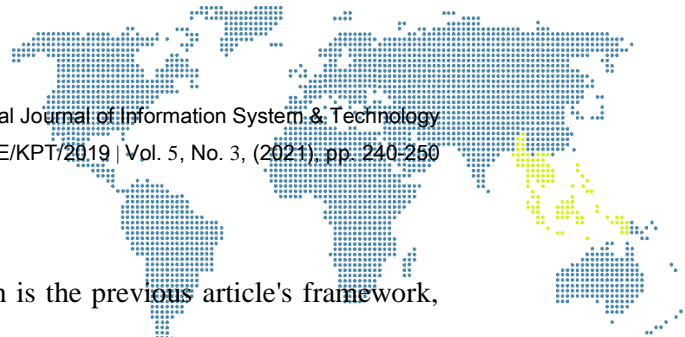 al Journal of Information System & Technology
E/KPT/2019 | Vol. 5, No. 3, (2021), pp. 240-250
is the previous article's framework,